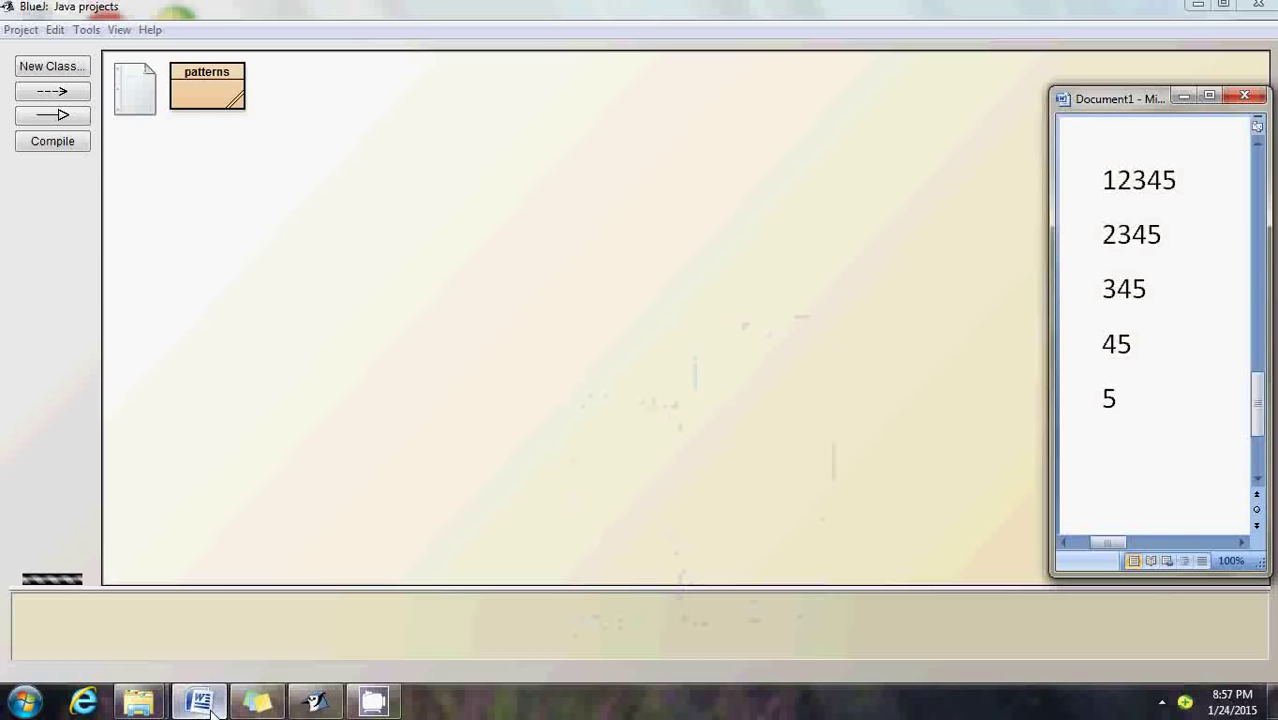 BlueJ: Java projects
Project Edit Tools View Help
New Class...
patterns
Compile
Document1 - Mi...
12345
2345
345
45
5
100%
8:57 PM
1/24/2015